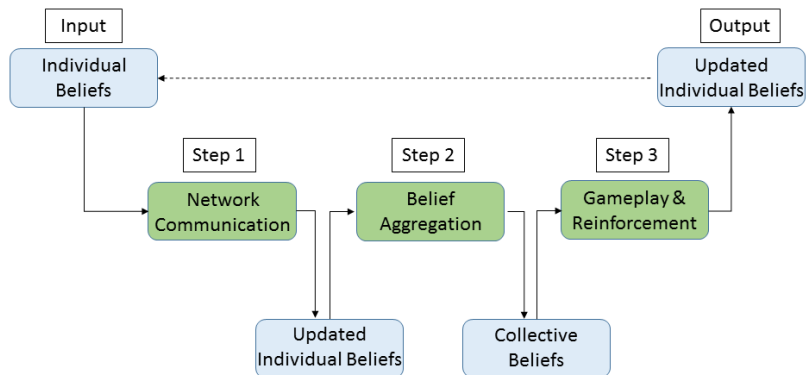 Input
Output
Individual
Beliefs
Updated
Individual Beliefs
Step 1
Step 2
Step 3
Network
Communication
Belief
Aggregation
Gameplay &
Reinforcement
Updated
Individual Beliefs
Collective
Beliefs